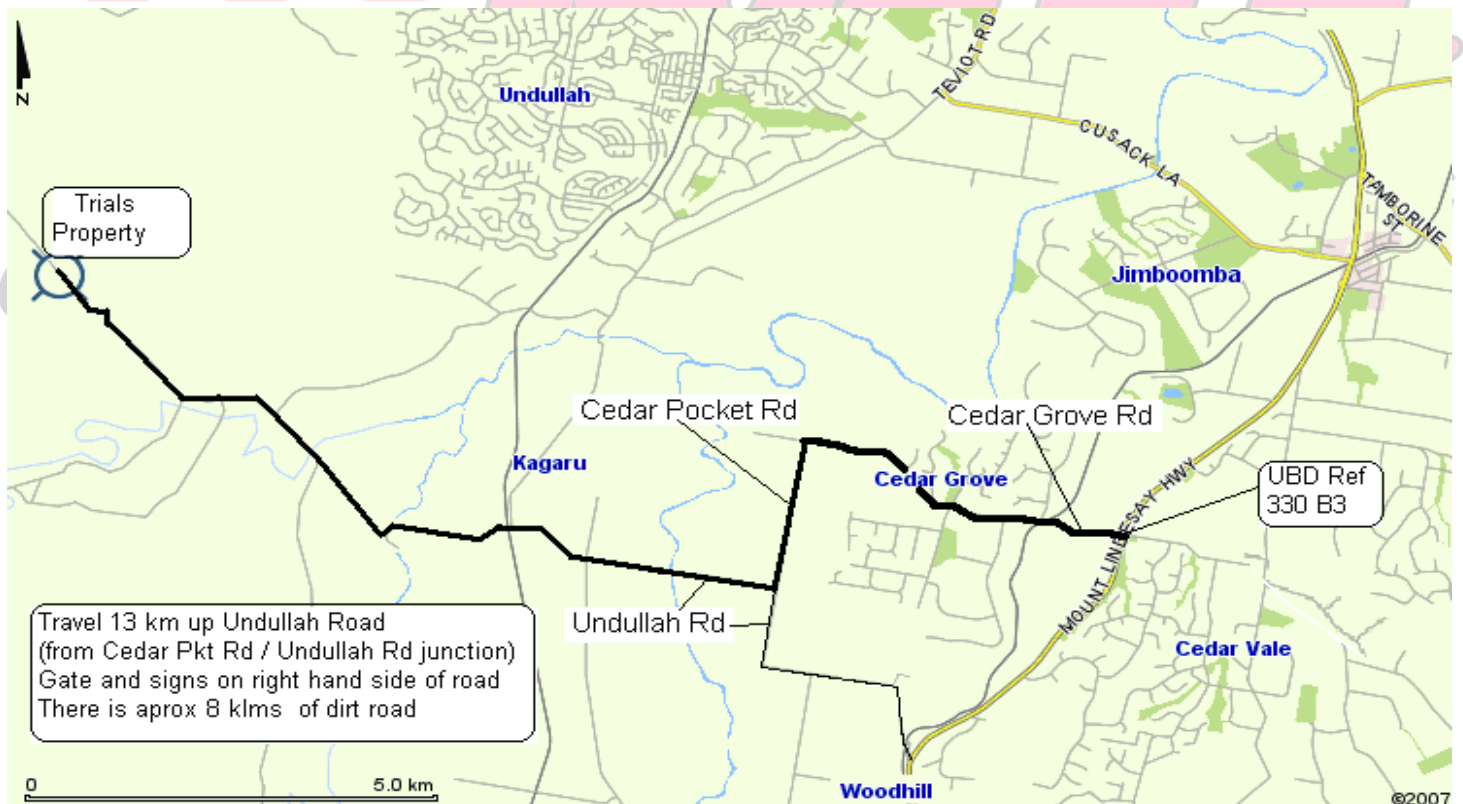 N
Undullah
TEVIOT RD
CUSACK LA
TAMBORINE
ST
Trials
Property
Jimboomba
Cedar Pocket Rd
Cedar Grove Rd
Kagaru
Cedar Grove
UBD Ref
330 B3
MOUNT LINDESAY HWY
Undullah Rd
Travel 13 km up Undullah Road
(from Cedar Pkt Rd / Undullah Rd junction)
Gate and signs on right hand side of road
There is aprox 8 klms of dirt road
Cedar Vale
0
5.0 km
Woodhill
©2007